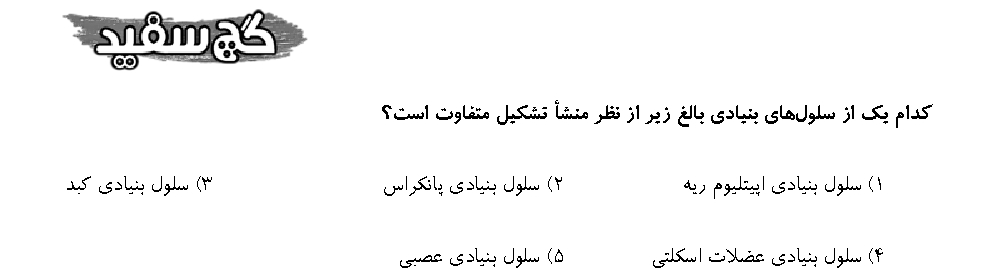 گچ سفید
کدام یک از سلول‌های بنیادی بالغ زیر از نظر منشأ تشکیل متفاوت است؟
۱) سلول بنیادی اپیتلیوم ریه ۲) سلول بنیادی پانکراس ۳) سلول بنیادی کبد
۴) سلول بنیادی عضلات اسکلتی ۵) سلول بنیادی عصبی